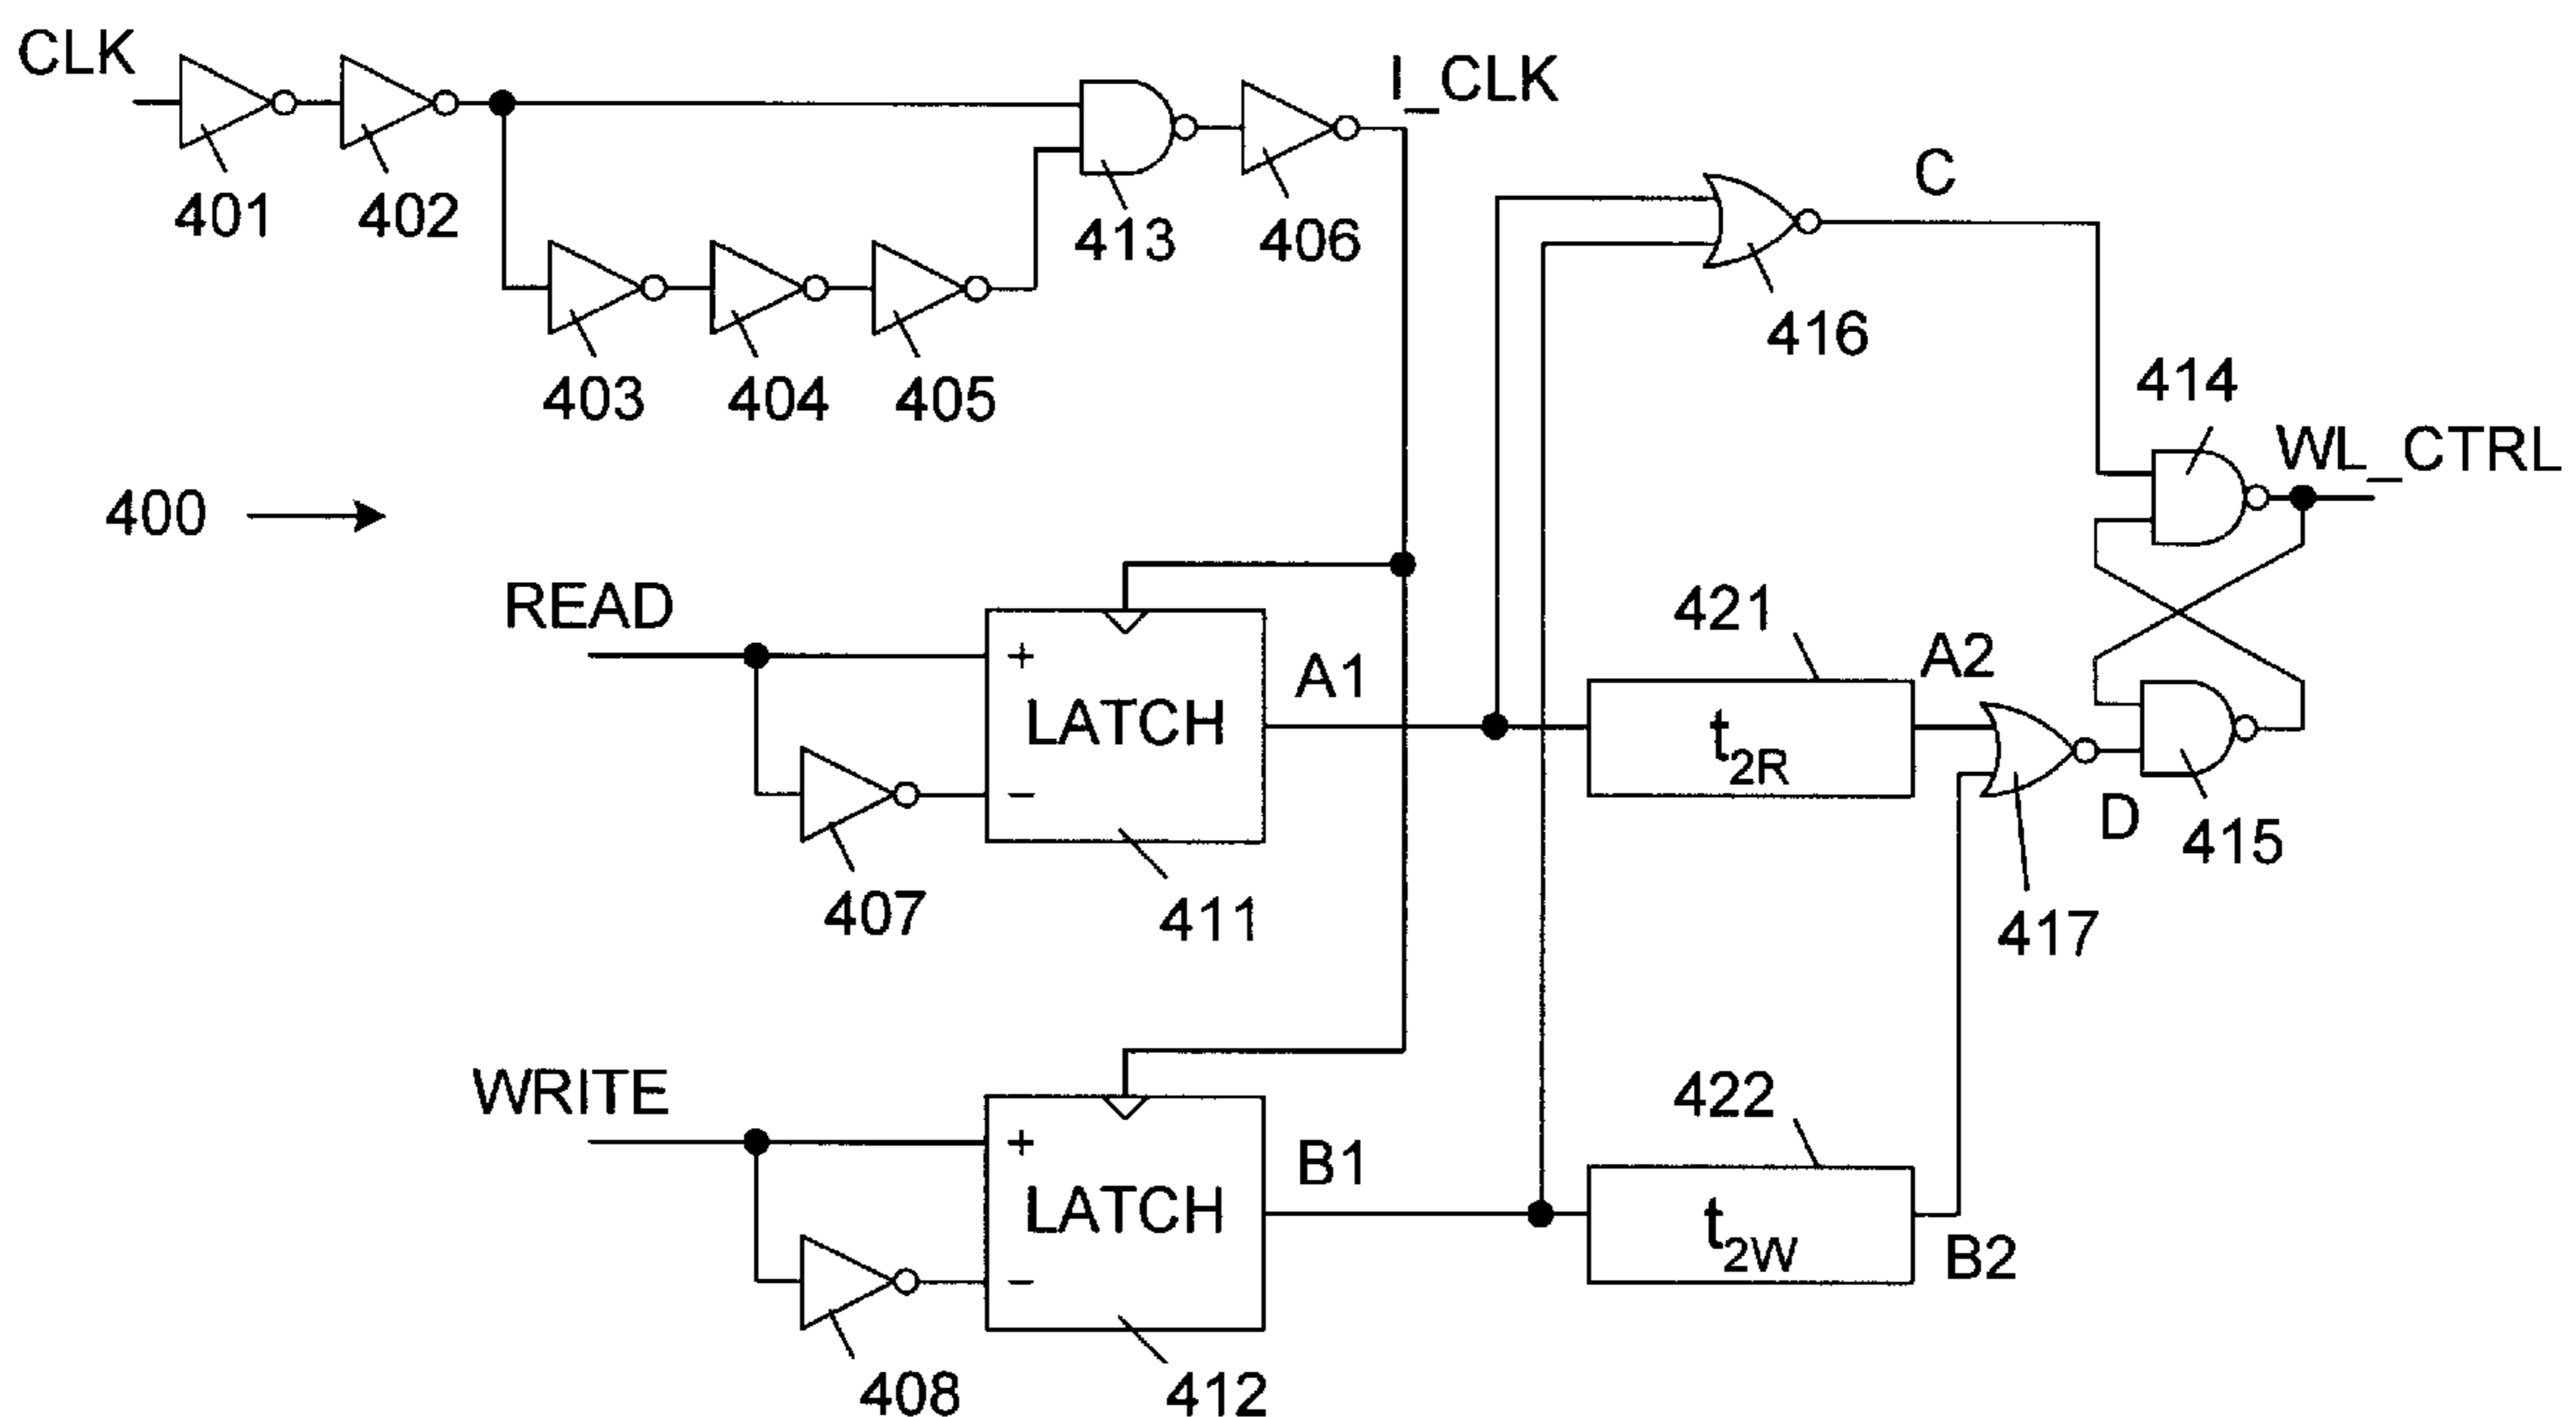 CLK
I_CLK
401
402
413
406
C
403
404
405
416
414
WL_CTRL
400
READ
+
LATCH
−
A1
421
t2R
A2
407
411
D
415
417
WRITE
+
LATCH
−
B1
422
t2W
B2
408
412